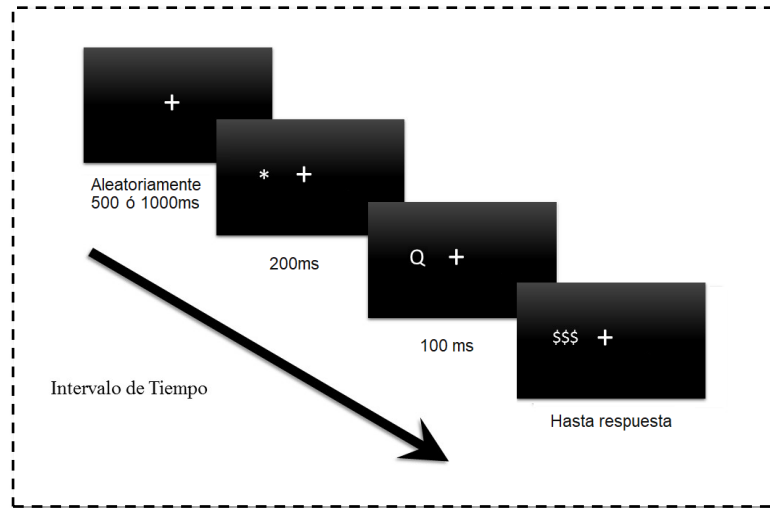 +
Aleatoriamente
500 ó 1000ms
* +
200ms
Q +
100 ms
$$$ +
Hasta respuesta
Intervalo de Tiempo